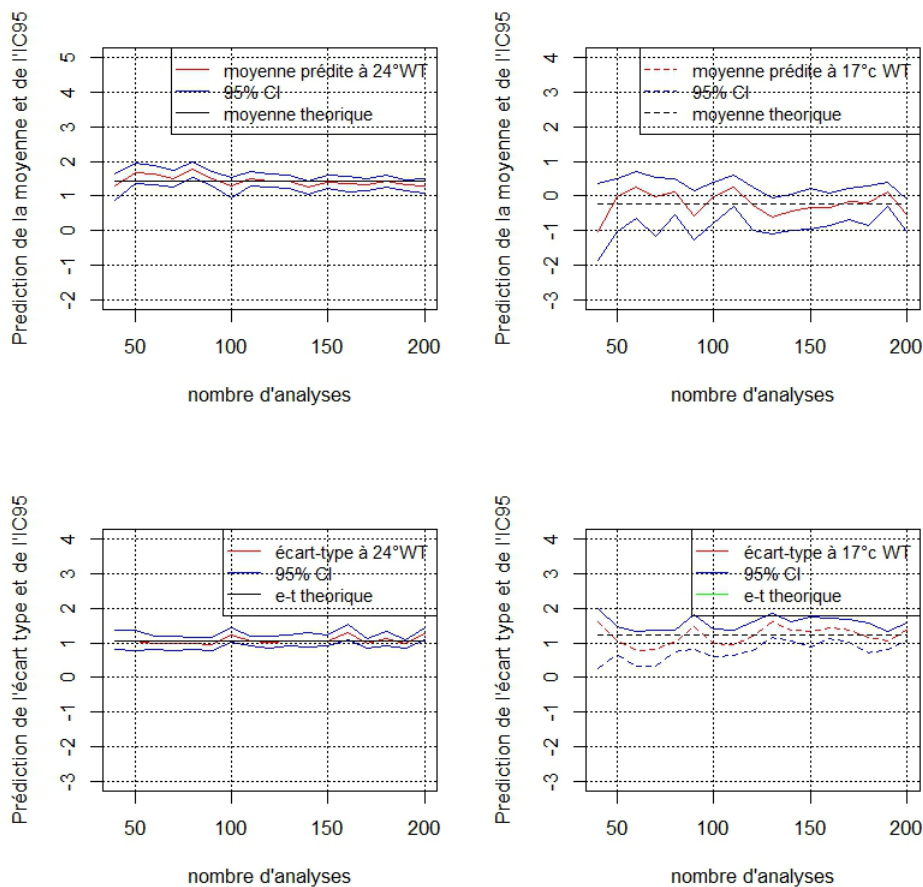 Prediction de la moyenne et de l'IC95
5
4
3
2
1
0
-1
-2
moyenne prédite à 24°WT
95% CI
moyenne theorique
50
100
150
200
nombre d'analyses
Prediction de la moyenne et de l'IC95
4
3
2
1
0
-1
-2
-3
moyenne prédite à 17°c WT
95% CI
moyenne theorique
50
100
150
200
nombre d'analyses
Prédiction de l'écart type et de l'IC95
4
3
2
1
0
-1
-2
-3
écart-type à 24°WT
95% CI
e-t theorique
50
100
150
200
nombre d'analyses
Prédiction de l'écart type et de l'IC95
4
3
2
1
0
-1
-2
-3
écart-type à 17°c WT
95% CI
e-t theorique
50
100
150
200
nombre d'analyses